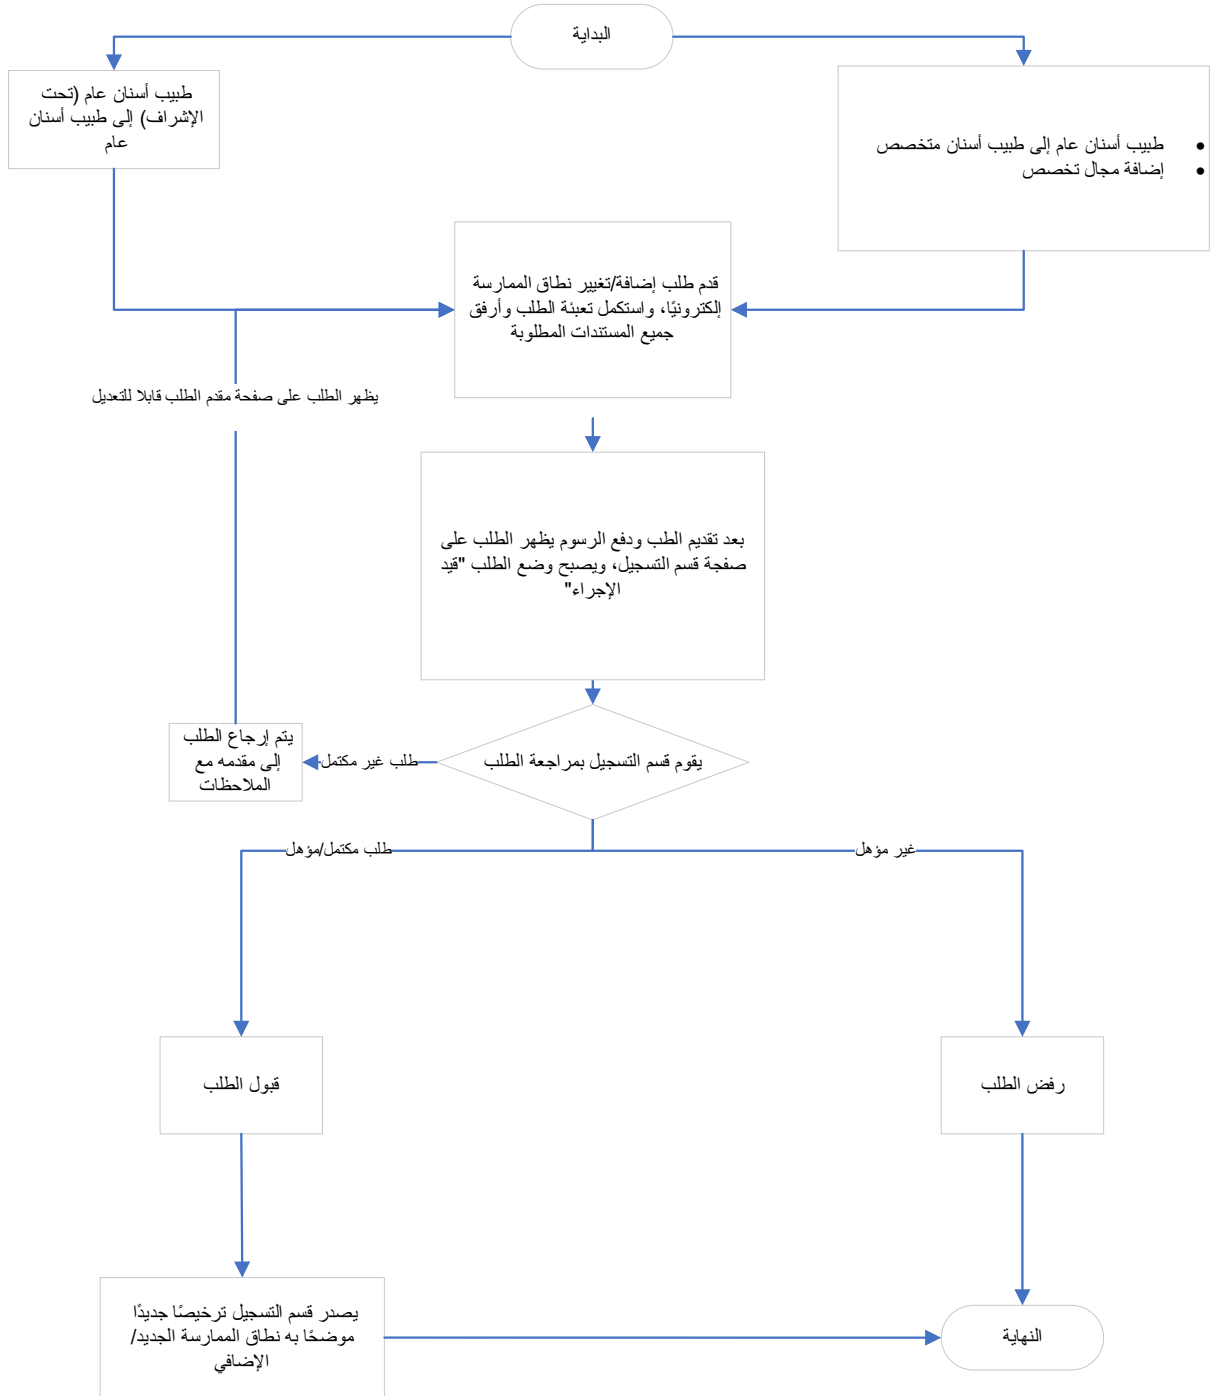 البداية
طبيب أسنان عام (تحت
الإشراف) إلى طبيب أسنان
عام
• طبيب أسنان عام إلى طبيب أسنان متخصص
• إضافة مجال تخصص
قدم طلب إضافة/تغيير نطاق الممارسة
إلكترونيًا، واستكمل تعبئة الطلب وأرفق
جميع المستندات المطلوبة
يظهر الطلب على صفحة مقدم الطلب قابلا للتعديل
بعد تقديم الطب ودفع الرسوم يظهر الطلب على
صفجة قسم التسجيل، ويصبح وضع الطلب "قيد
الإجراء"
يقوم قسم التسجيل بمراجعة الطلب
طلب غير مكتمل
يتم إرجاع الطلب
إلى مقدمه مع
الملاحظات
غير مؤهل
طلب مكتمل/مؤهل
رفض الطلب
قبول الطلب
يصدر قسم التسجيل ترخيصًا جديدًا
موضحًا به نطاق الممارسة الجديد/
الإضافي
النهاية